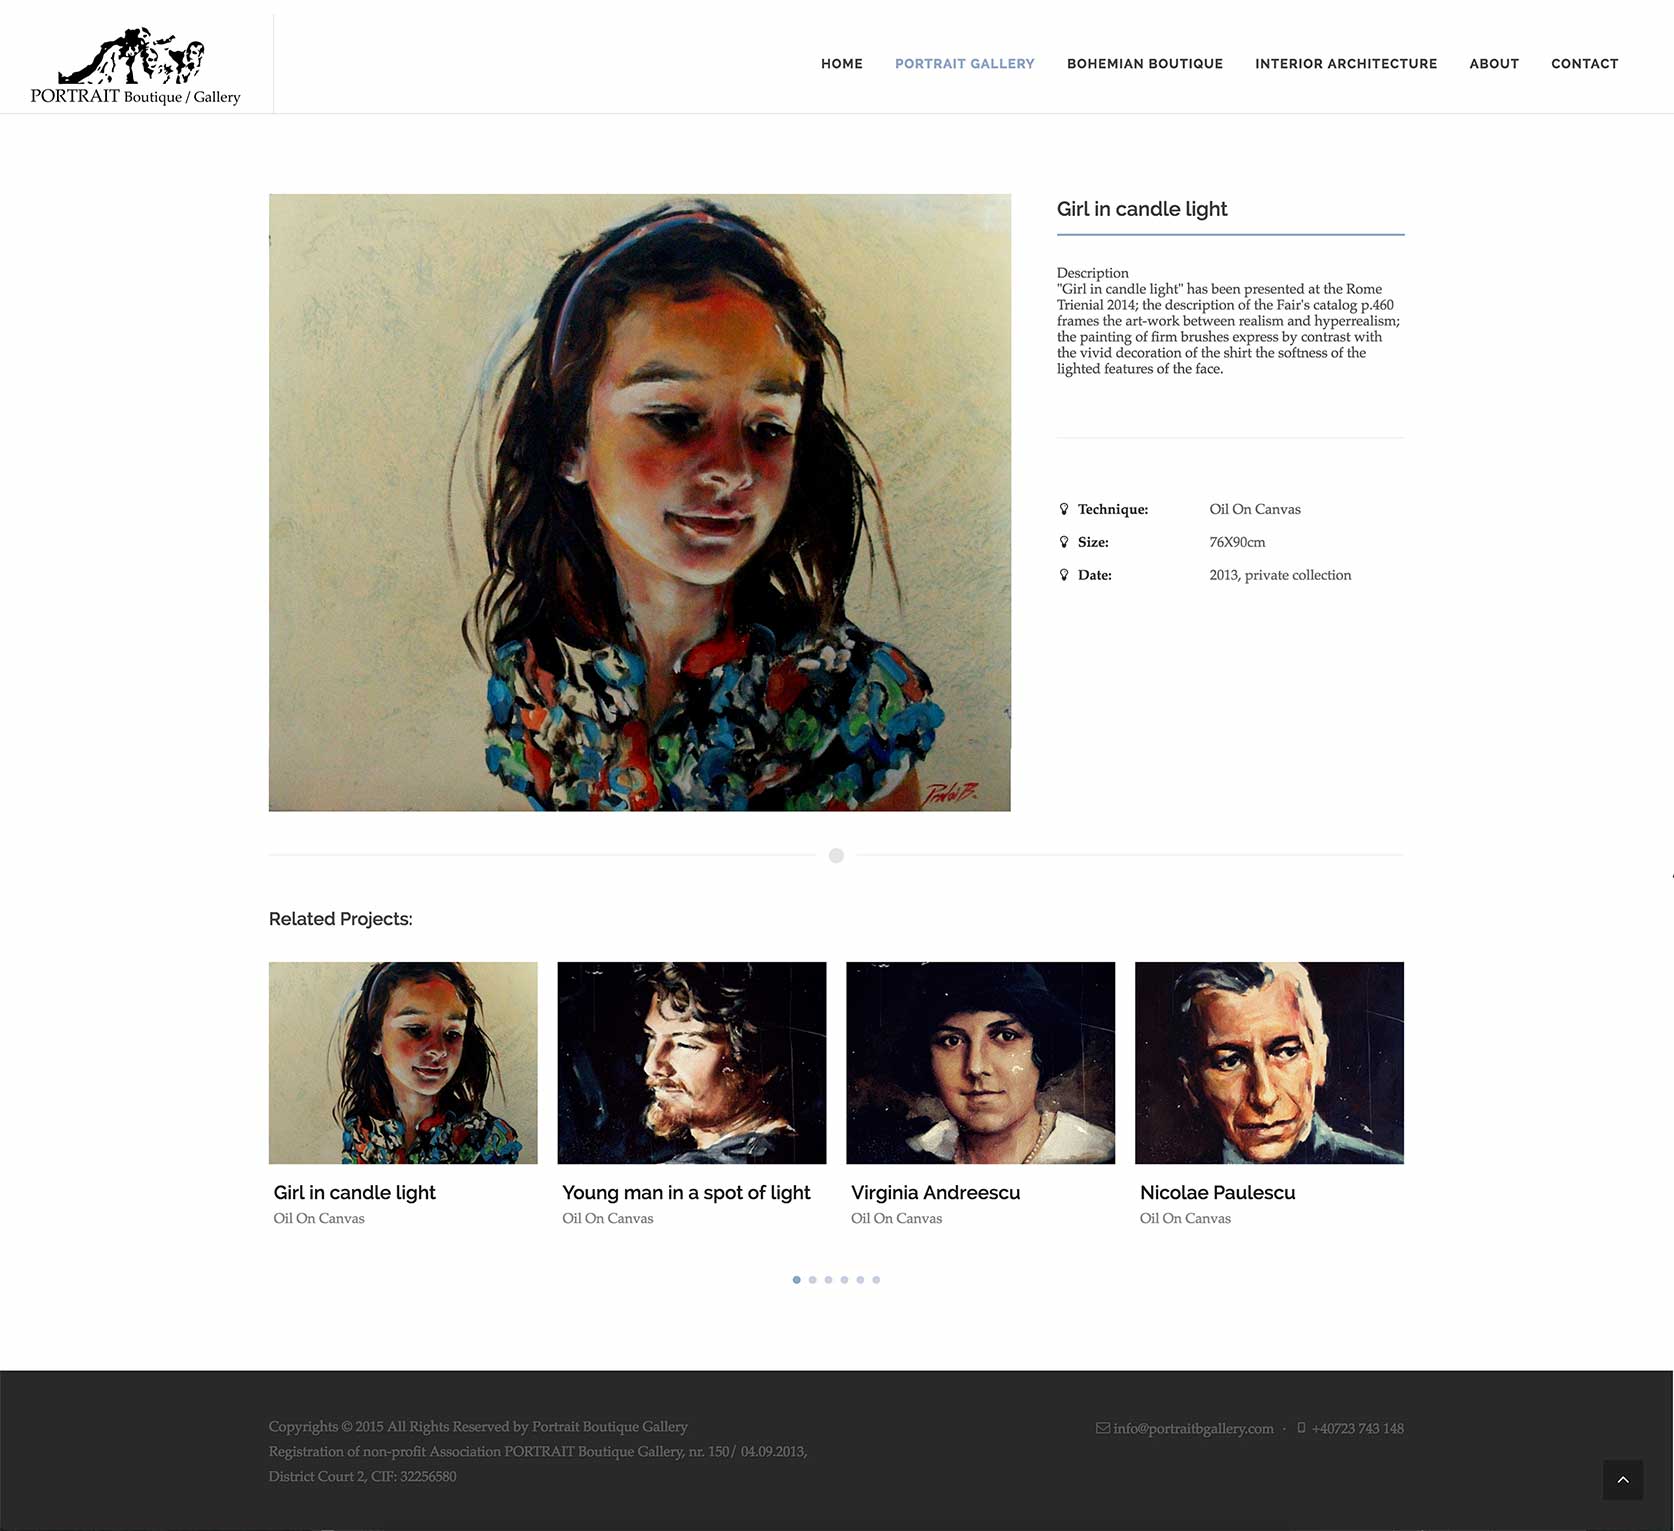 PORTRAIT Boutique / Gallery
HOME PORTRAIT GALLERY BOHEMIAN BOUTIQUE INTERIOR ARCHITECTURE ABOUT CONTACT
Girl in candle light
Description
"Girl in candle light" has been presented at the Rome
Trienial 2014; the description of the Fair's catalog p.460
frames the art-work between realism and hyperrealism;
the painting of firm brushes express by contrast with
the vivid decoration of the shirt the softness of the
lighted features of the face.
Technique: Oil On Canvas
Size: 76X90cm
Date: 2013, private collection
Related Projects:
Girl in candle light
Oil On Canvas
Young man in a spot of light
Oil On Canvas
Virginia Andreescu
Oil On Canvas
Nicolae Paulescu
Oil On Canvas
Copyrights © 2015 All Rights Reserved by Portrait Boutique Gallery
Registration of non-profit Association PORTRAIT Boutique Gallery, nr. 150/ 04.09.2013,
District Court 2, CIF: 32256580
info@portraitbgallery.com · +40723 743 148